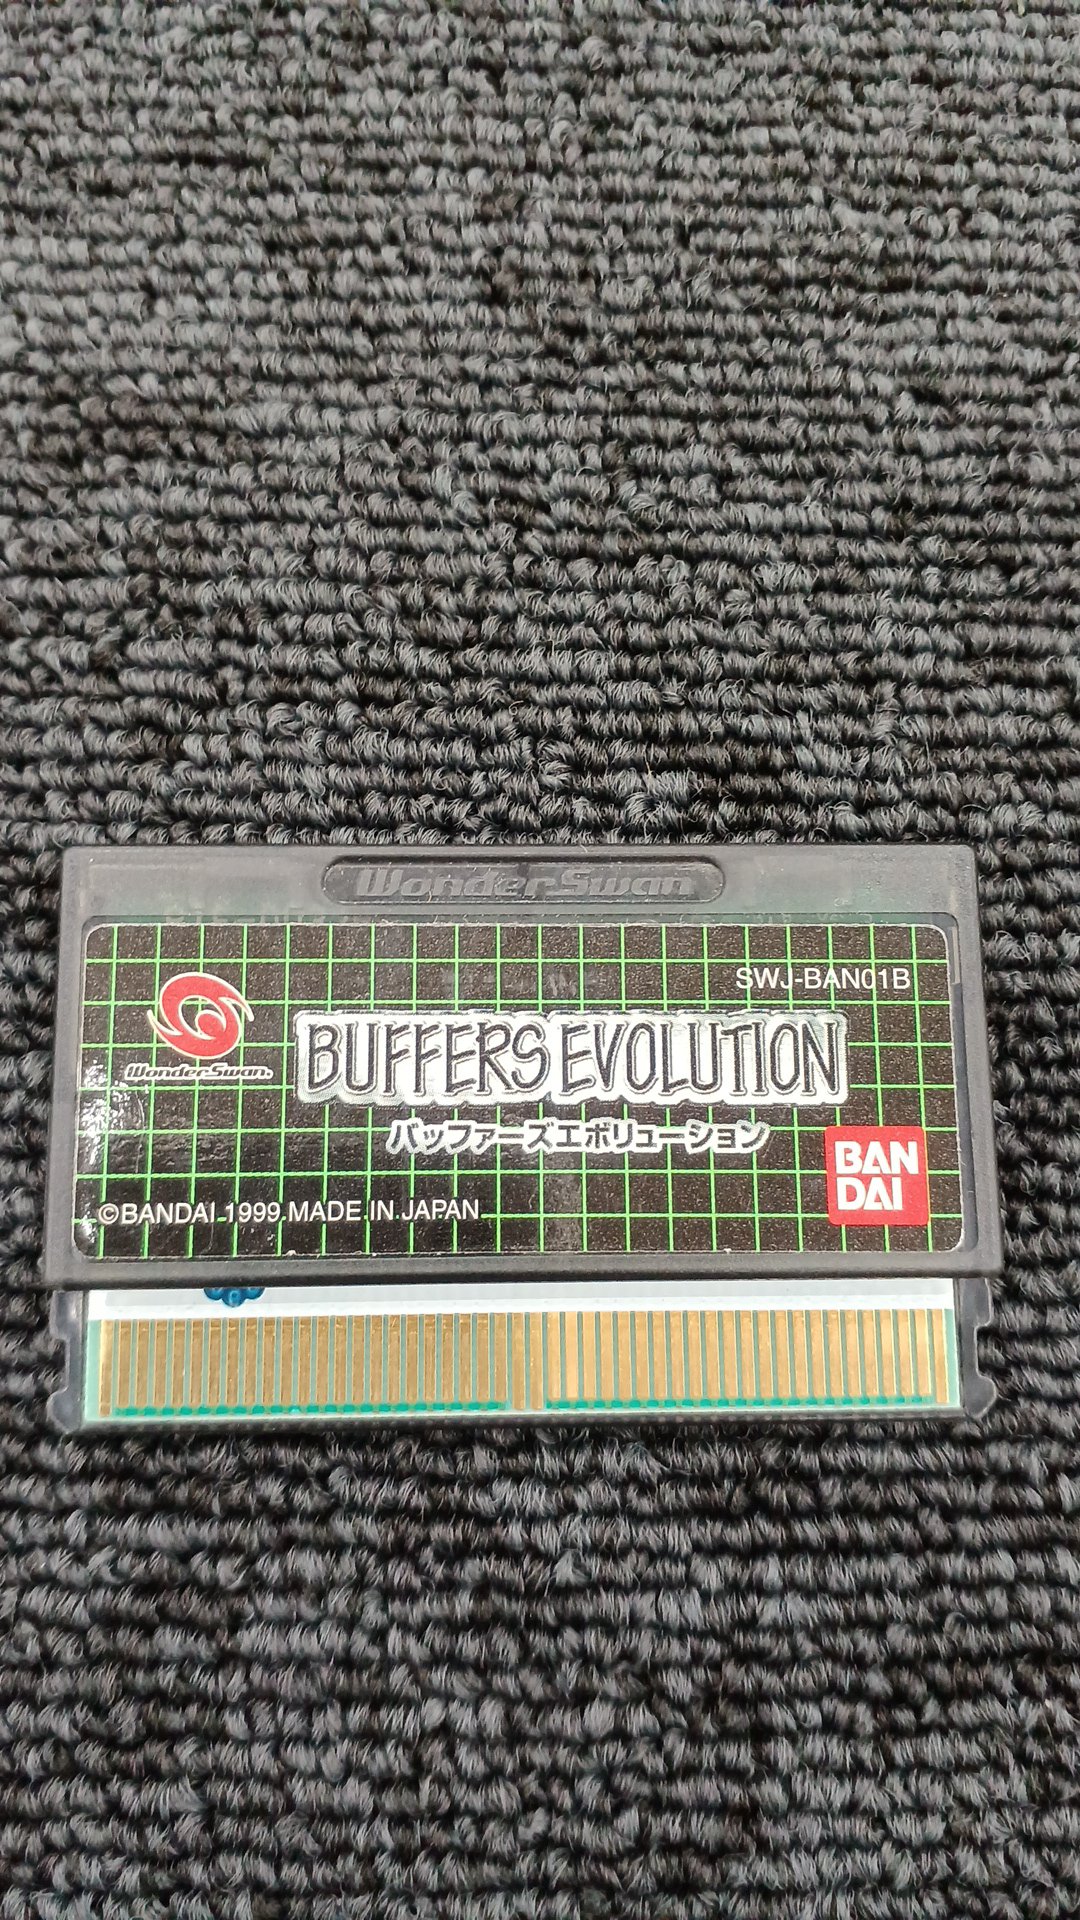 WonderSwan
SWJ-BAN01B
WonderSwan.
BUFFERS EVOLUTION
バッファーズエボリューション
BAN
DAI
©BANDAI 1999 MADE IN JAPAN